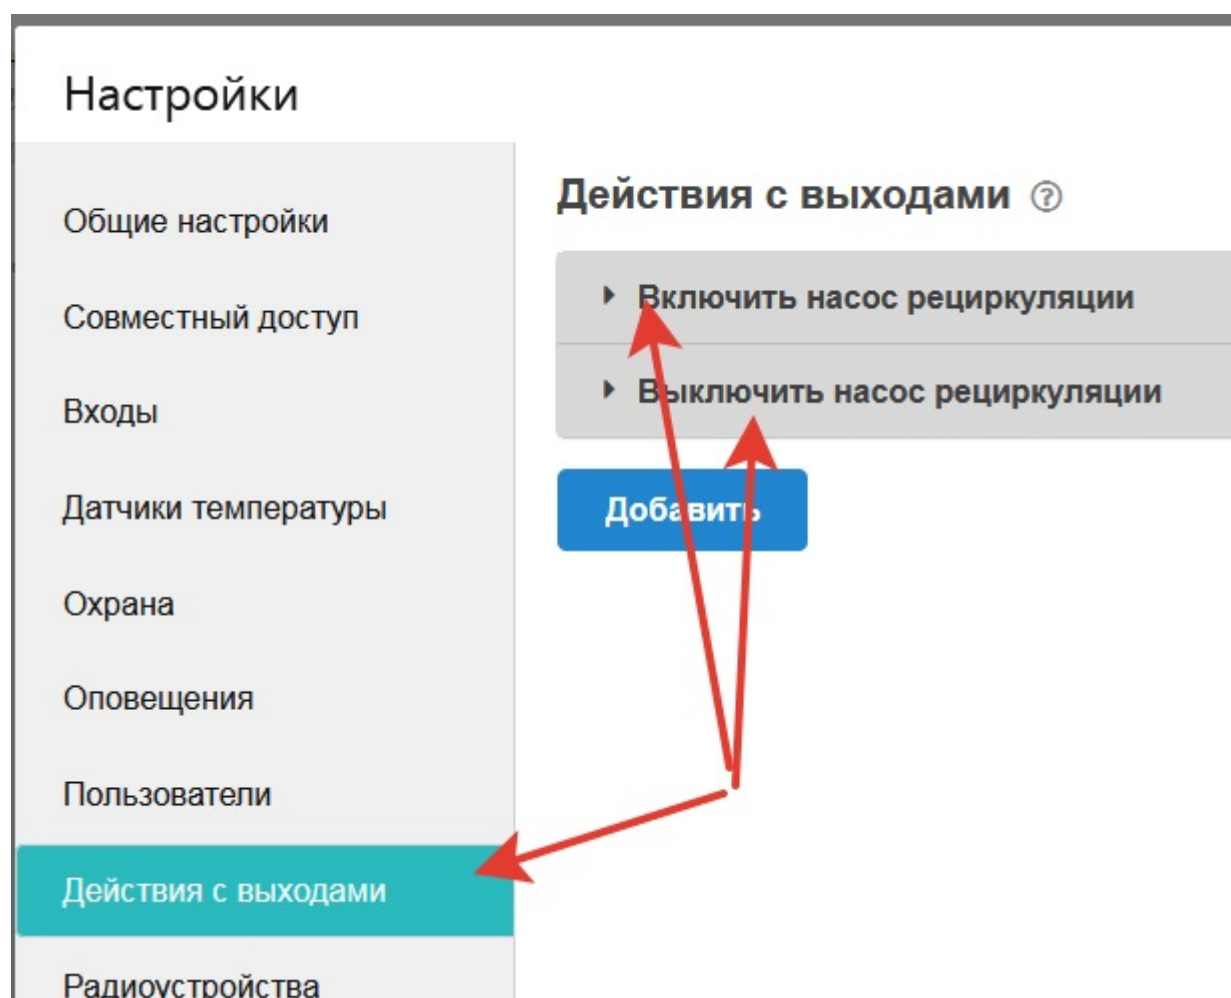 Настройки
Общие настройки
Совместный доступ
Входы
Датчики температуры
Охрана
Оповещения
Пользователи
Действия с выходами
Радиоустройства
Действия с выходами ?
Включить насос рециркуляции
Выключить насос рециркуляции
Добавить